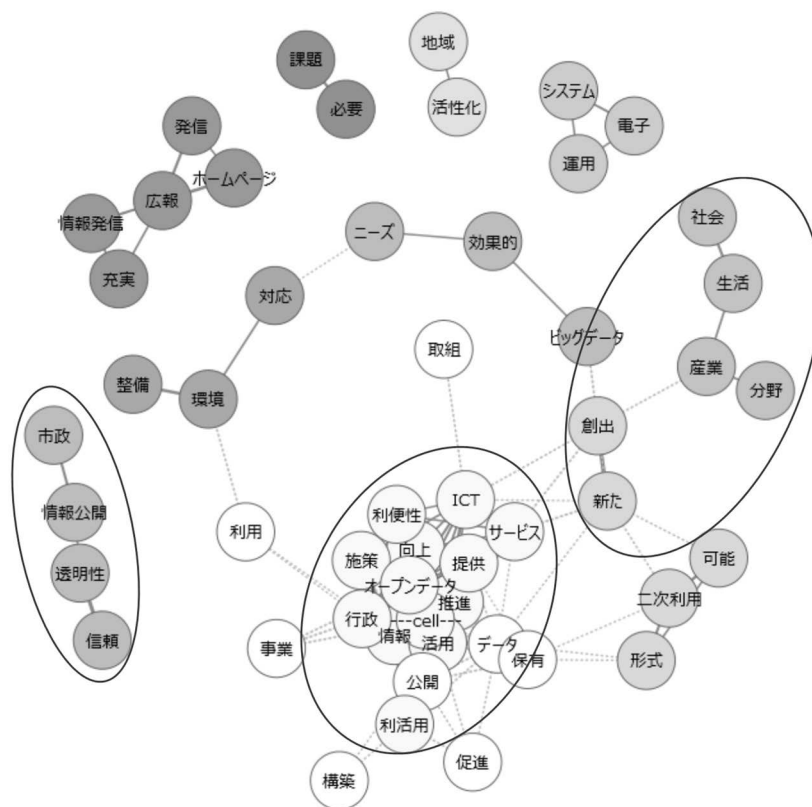 課題
必要
地域
活性化
システム
電子
運用
発信
ホームページ
広報
情報発信
充実
ニーズ
効果的
対応
社会
生活
ビッグデータ
産業
分野
取組
整備
環境
創出
市政
情報公開
透明性
信頼
利用
ICT
新た
利便性
サービス
向上
施策
提供
オープンデータ
推進
行政
---cell---
情報
活用
データ
保有
可能
二次利用
形式
事業
公開
利活用
構築
促進